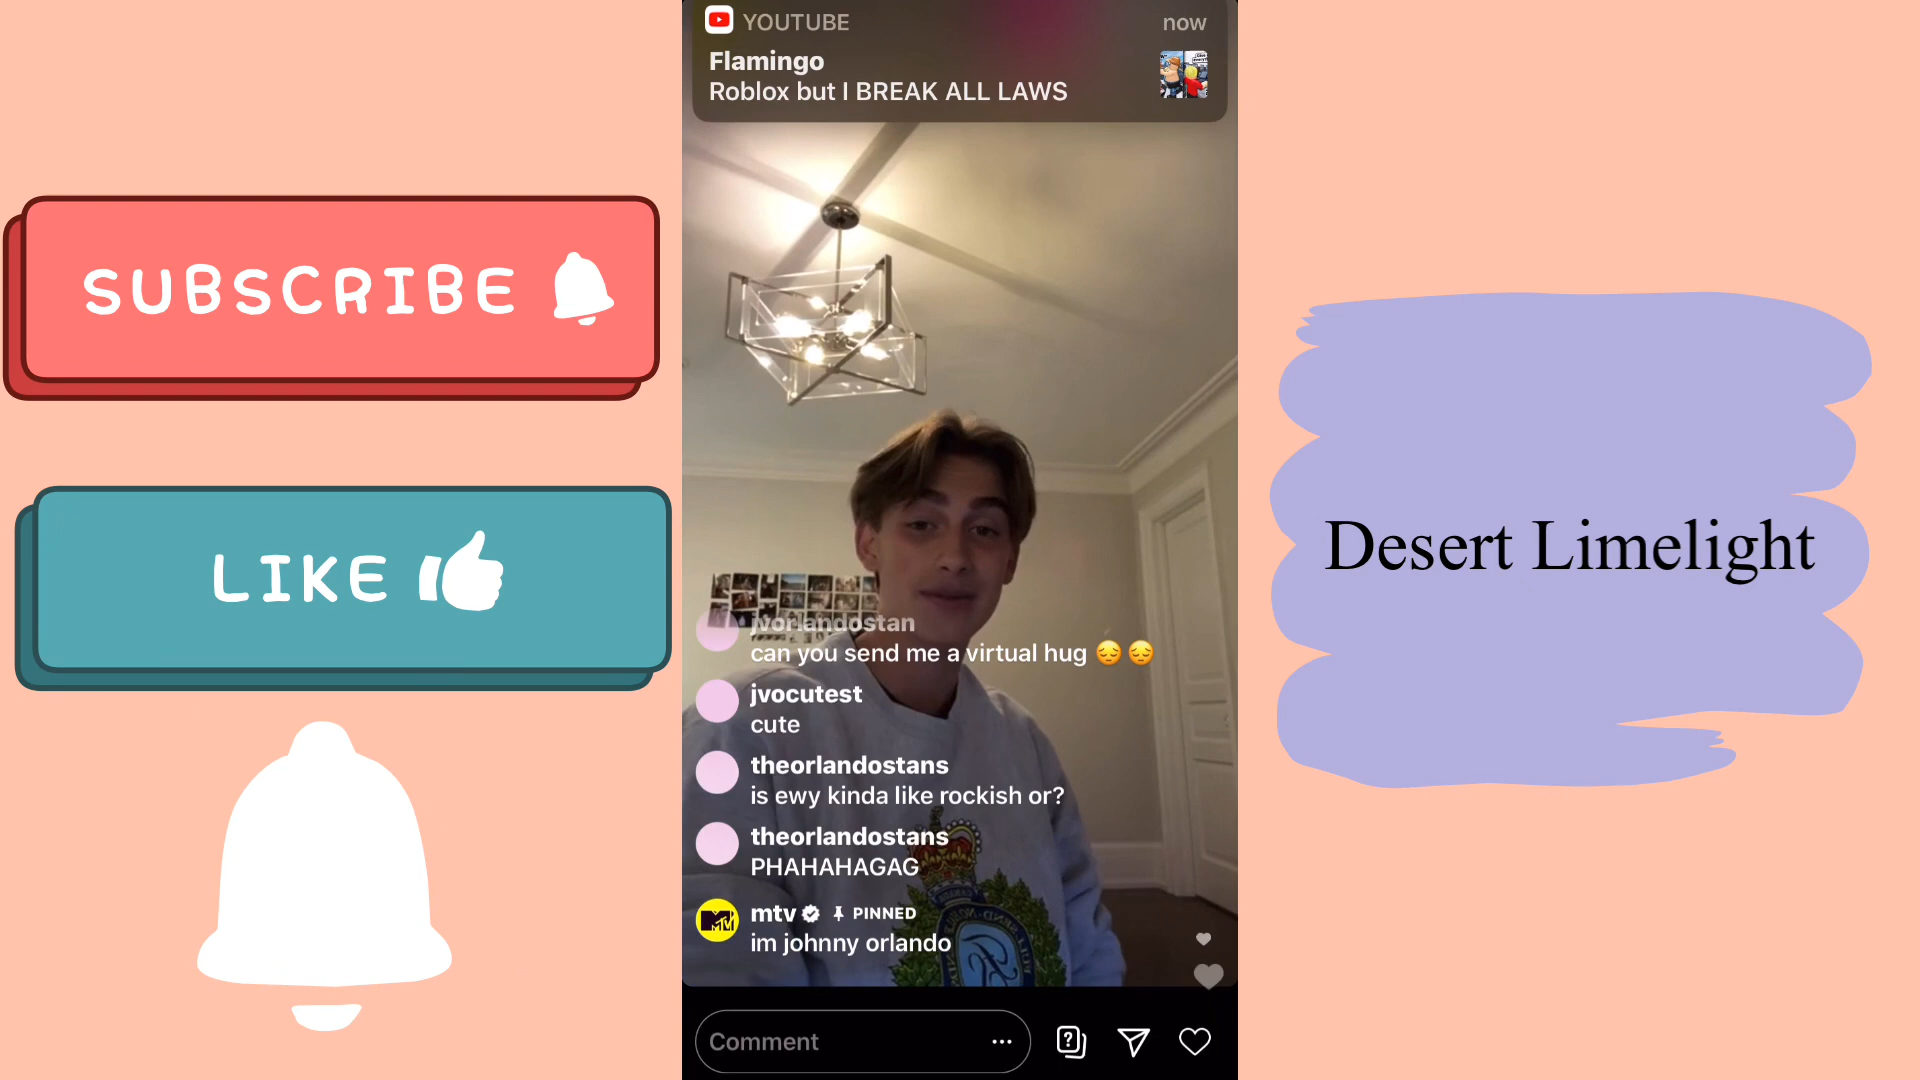 YOUTUBE
now
Flamingo
Roblox but I BREAK ALL LAWS
SUBSCRIBE
LIKE
jvorlandostan
can you send me a virtual hug 😔😔
jvocutest
cute
theorlandostans
is ewy kinda like rockish or?
theorlandostans
PHAHAHAGAG
mtv PINNED
im johnny orlando
Comment
Desert Limelight